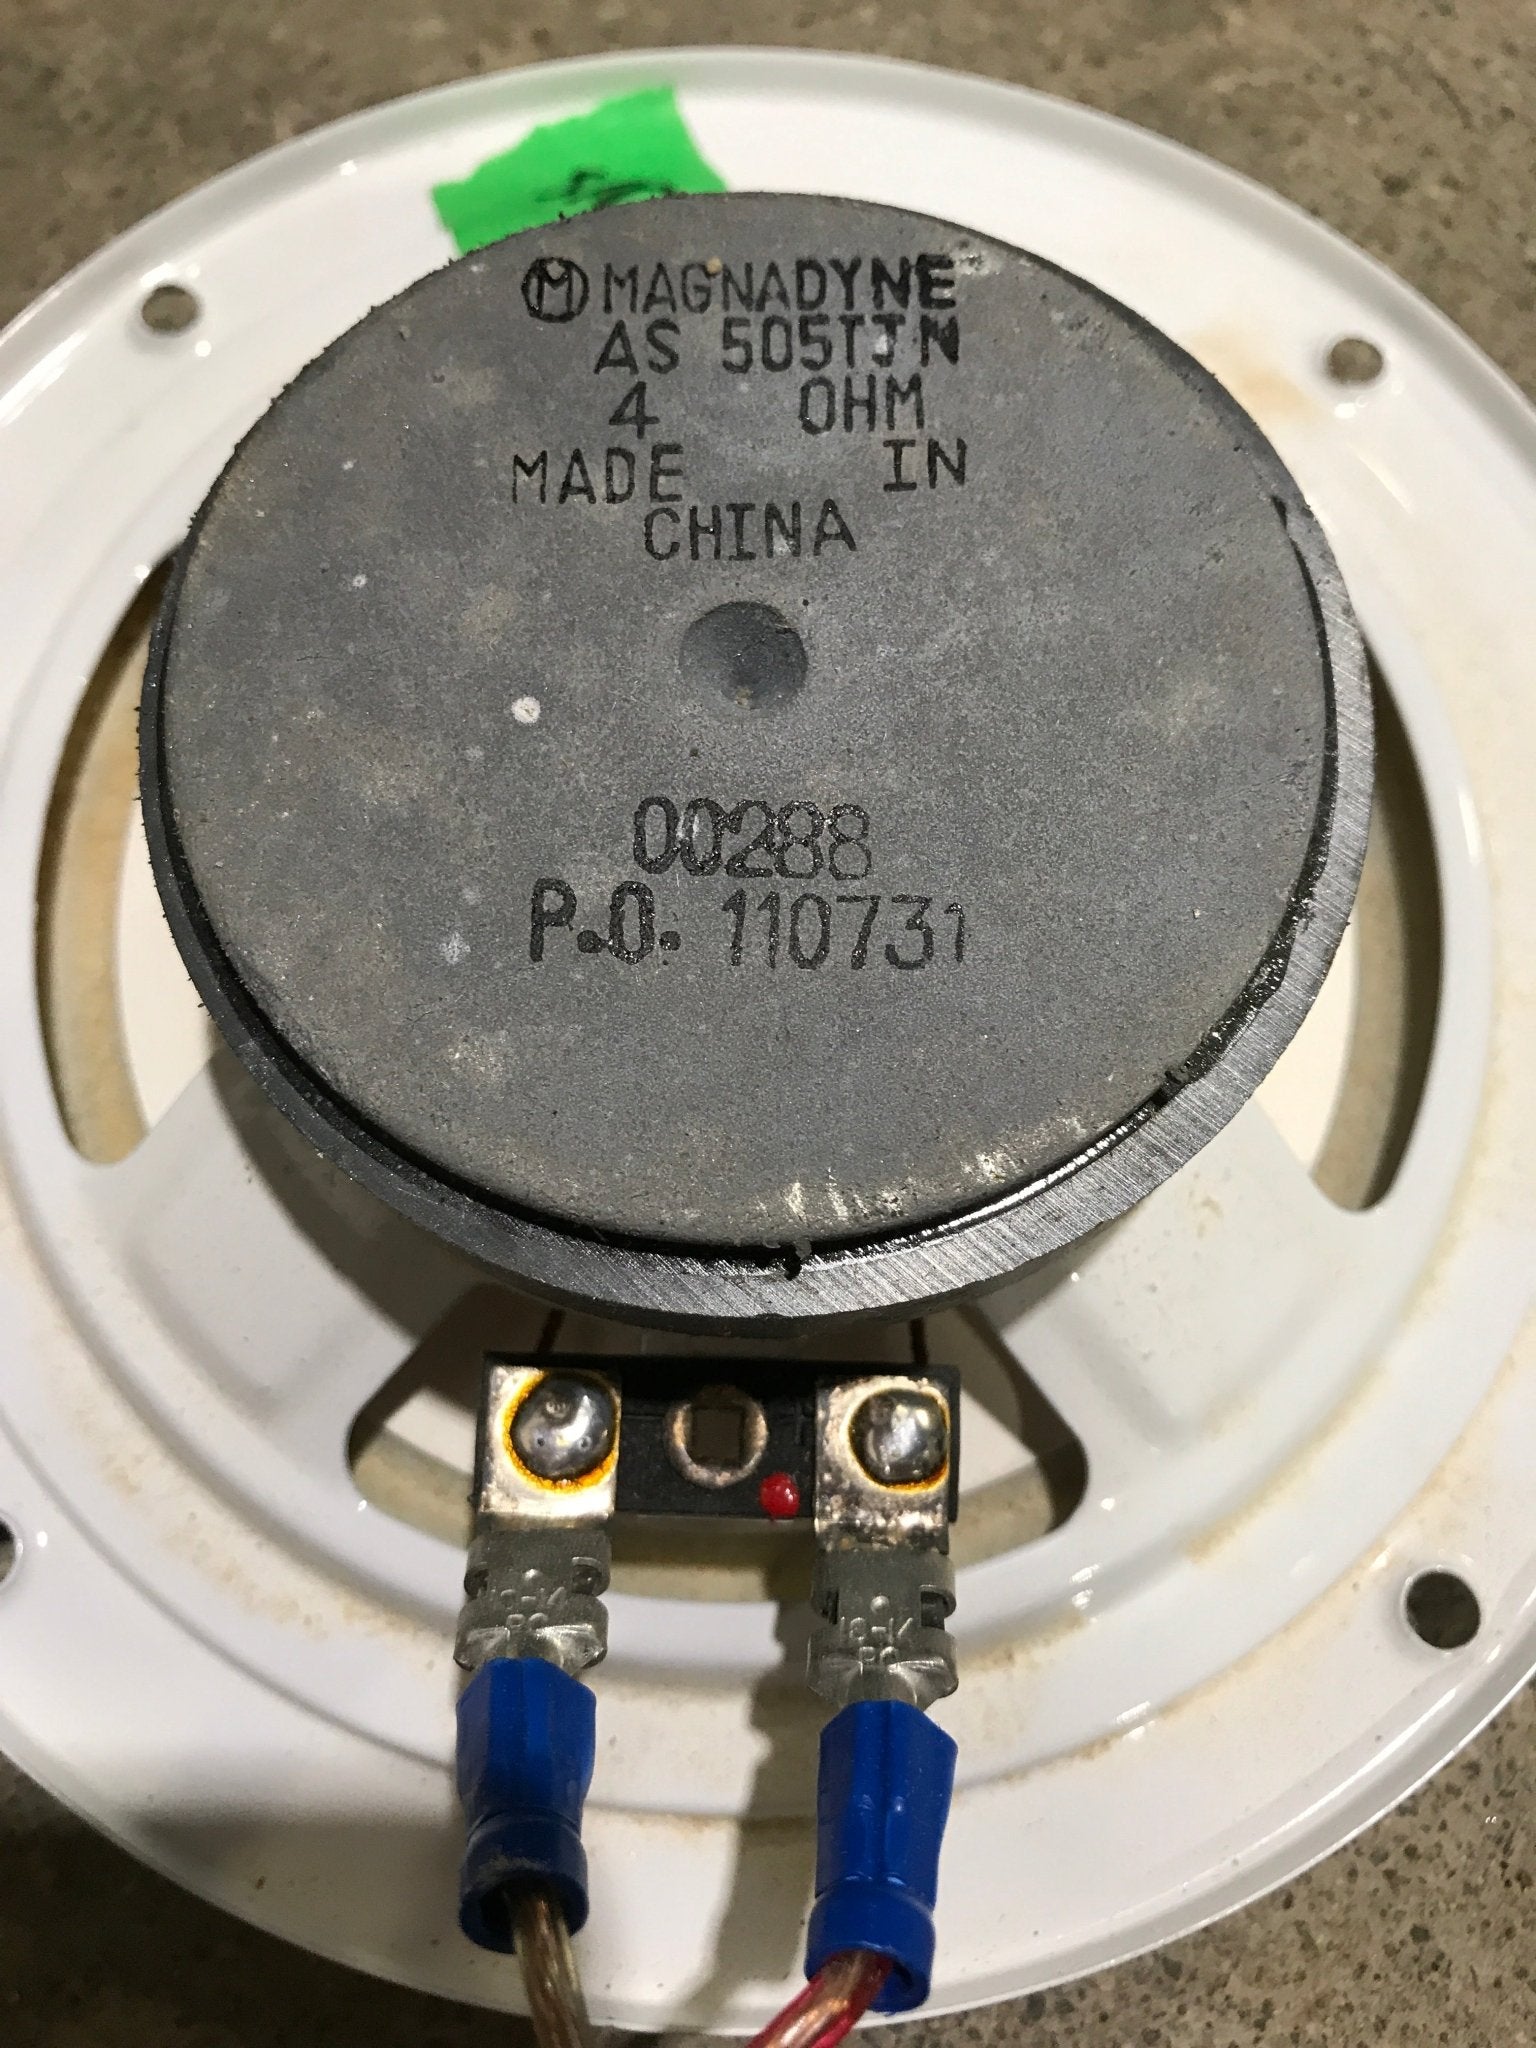 M MAGNADYNE
AS 505TJN
4 OHM
MADE IN
CHINA
00288
P.O. 110731